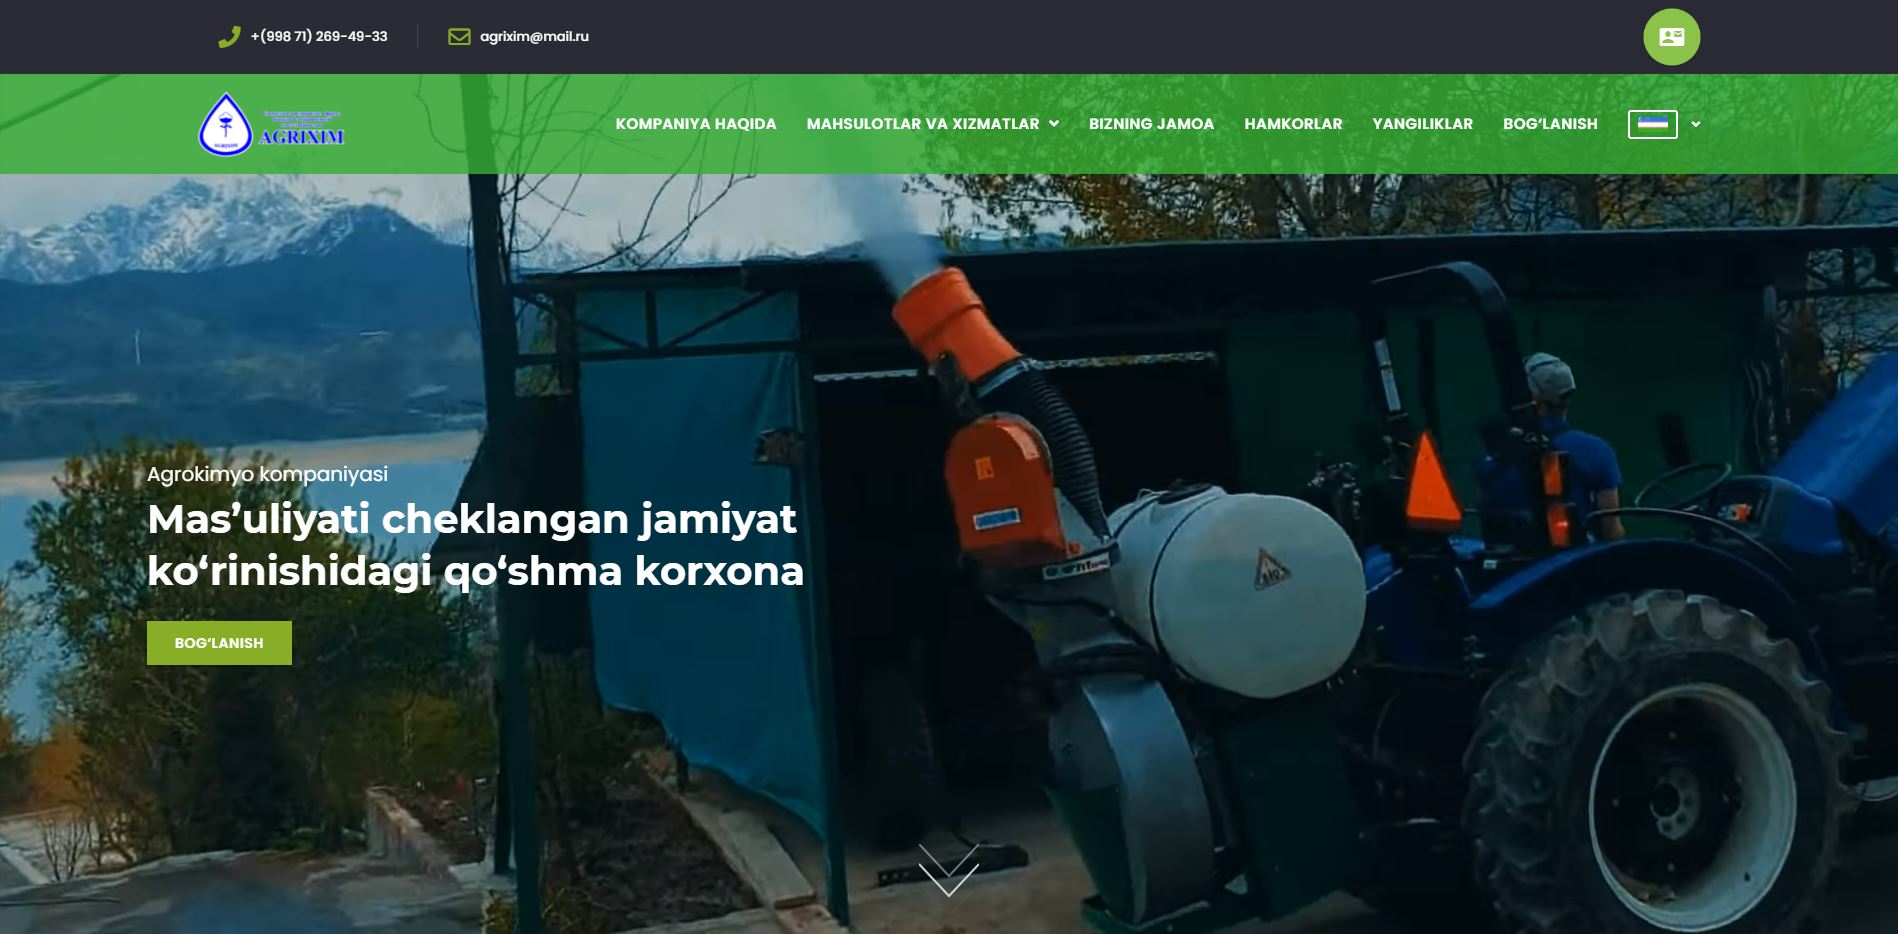 +(998 71) 269-49-33
agrixim@mail.ru
AGRIXIM
AGRIXIM
KOMPANIYA HAQIDA
MAHSULOTLAR VA XIZMATLAR
BIZNING JAMOA
HAMKORLAR
YANGILIKLAR
BOG‘LANISH
Agrokimyo kompaniyasi
Mas’uliyati cheklangan jamiyat
ko‘rinishidagi qo‘shma korxona
BOG‘LANISH